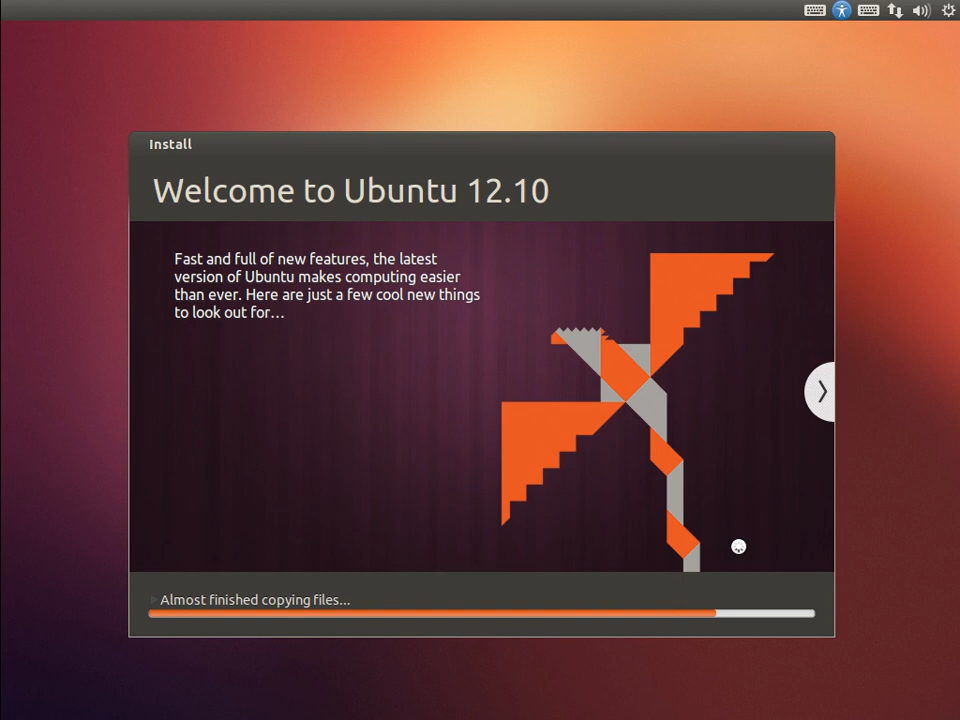 Install
Welcome to Ubuntu 12.10
Fast and full of new features, the latest
version of Ubuntu makes computing easier
than ever. Here are just a few cool new things
to look out for…
Almost finished copying files...